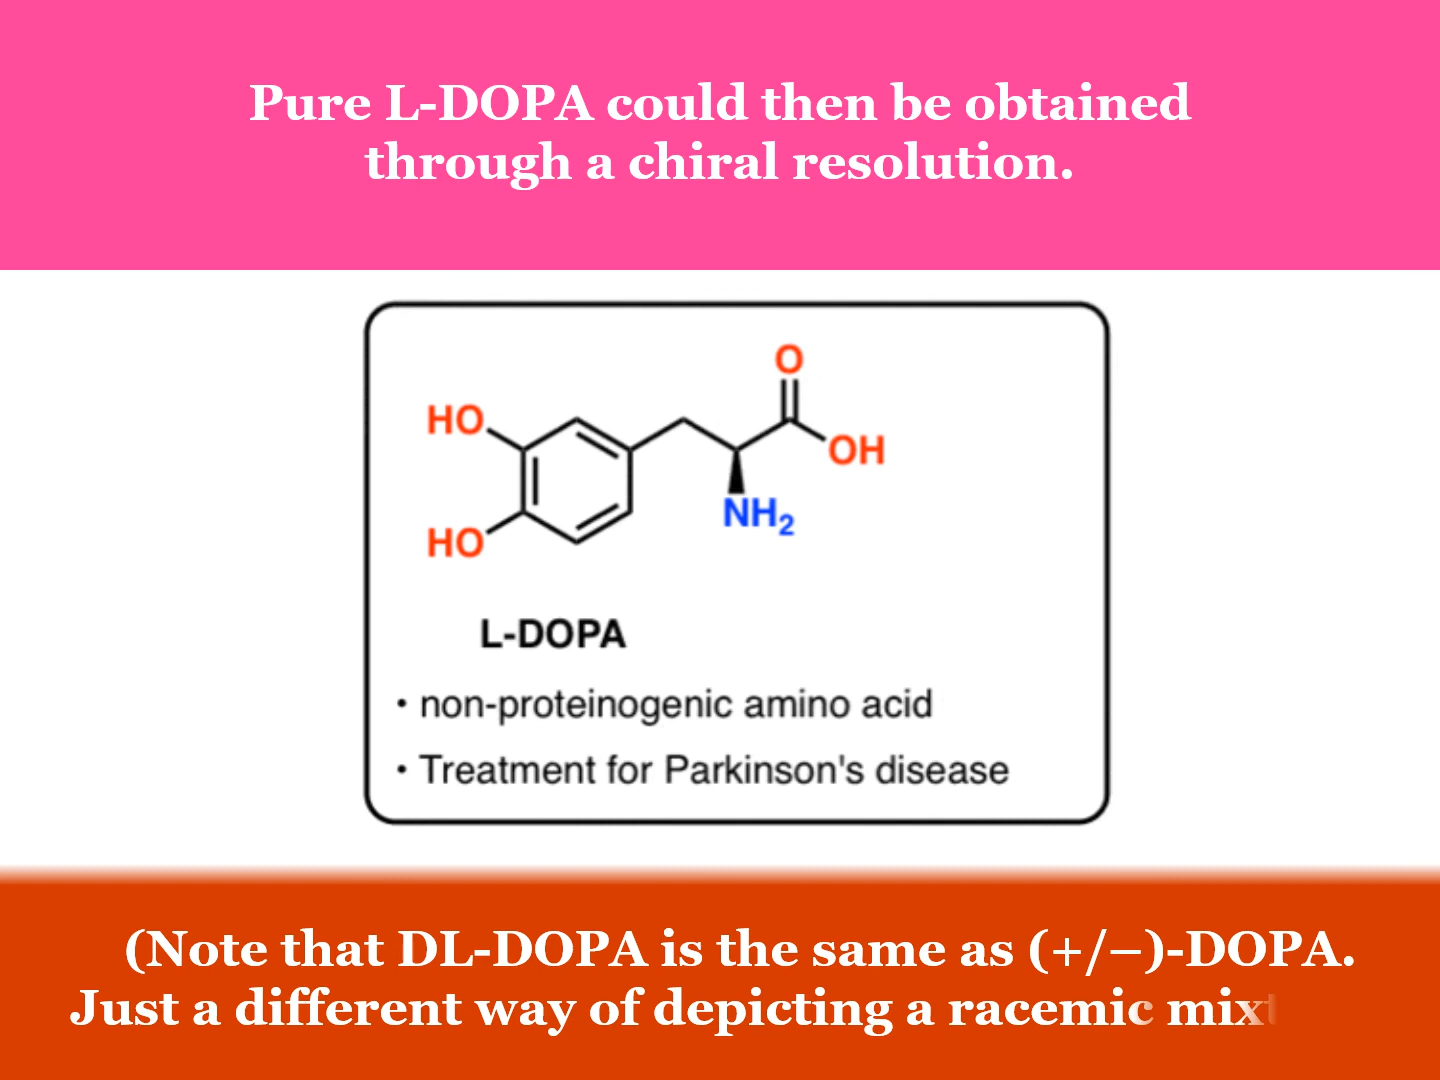 Pure L-DOPA could then be obtained
through a chiral resolution.
O
HO
OH
NH₂
HO
L-DOPA
• non-proteinogenic amino acid
• Treatment for Parkinson's disease
(Note that DL-DOPA is the same as (+/–)-DOPA.
Just a different way of depicting a racemic